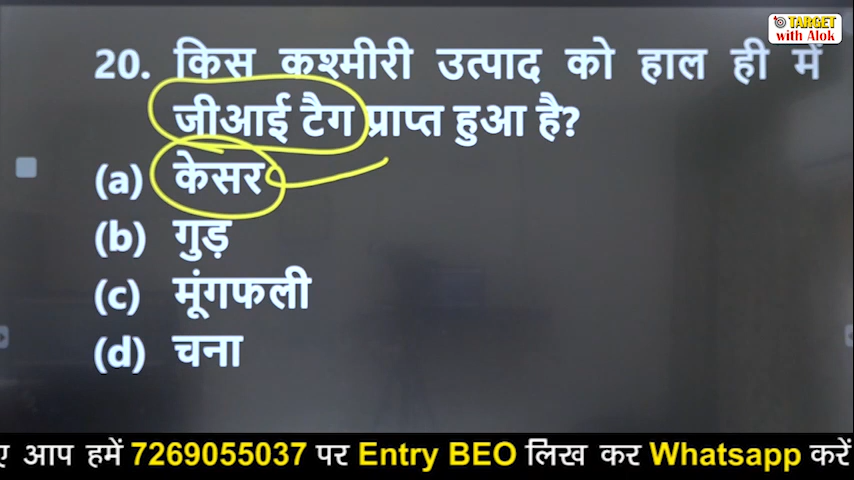 TARGET
with Alok
20. किस कश्मीरी उत्पाद को हाल ही में
जीआई टैग प्राप्त हुआ है?
(a) केसर
(b) गुड़
(c) मूंगफली
(d) चना
ए आप हमें 7269055037 पर Entry BEO लिख कर Whatsapp करें